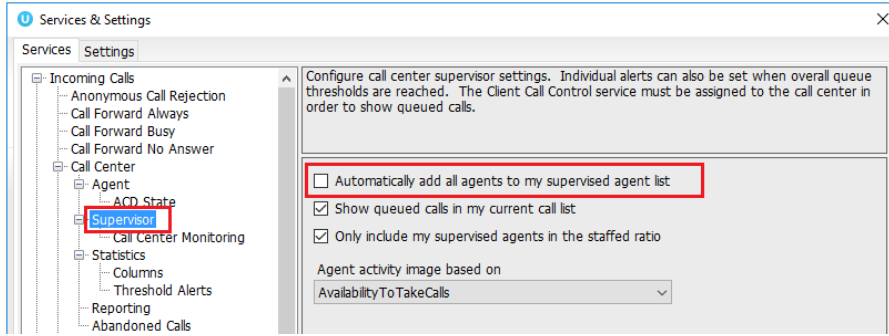 U Services & Settings
Services Settings
Incoming Calls
Anonymous Call Rejection
Call Forward Always
Call Forward Busy
Call Forward No Answer
Call Center
Agent
ACD State
Supervisor
Call Center Monitoring
Statistics
Columns
Threshold Alerts
Reporting
Abandoned Calls
Configure call center supervisor settings. Individual alerts can also be set when overall queue
thresholds are reached. The Client Call Control service must be assigned to the call center in
order to show queued calls.
Automatically add all agents to my supervised agent list
Show queued calls in my current call list
Only include my supervised agents in the staffed ratio
Agent activity image based on
AvailabilityToTakeCalls